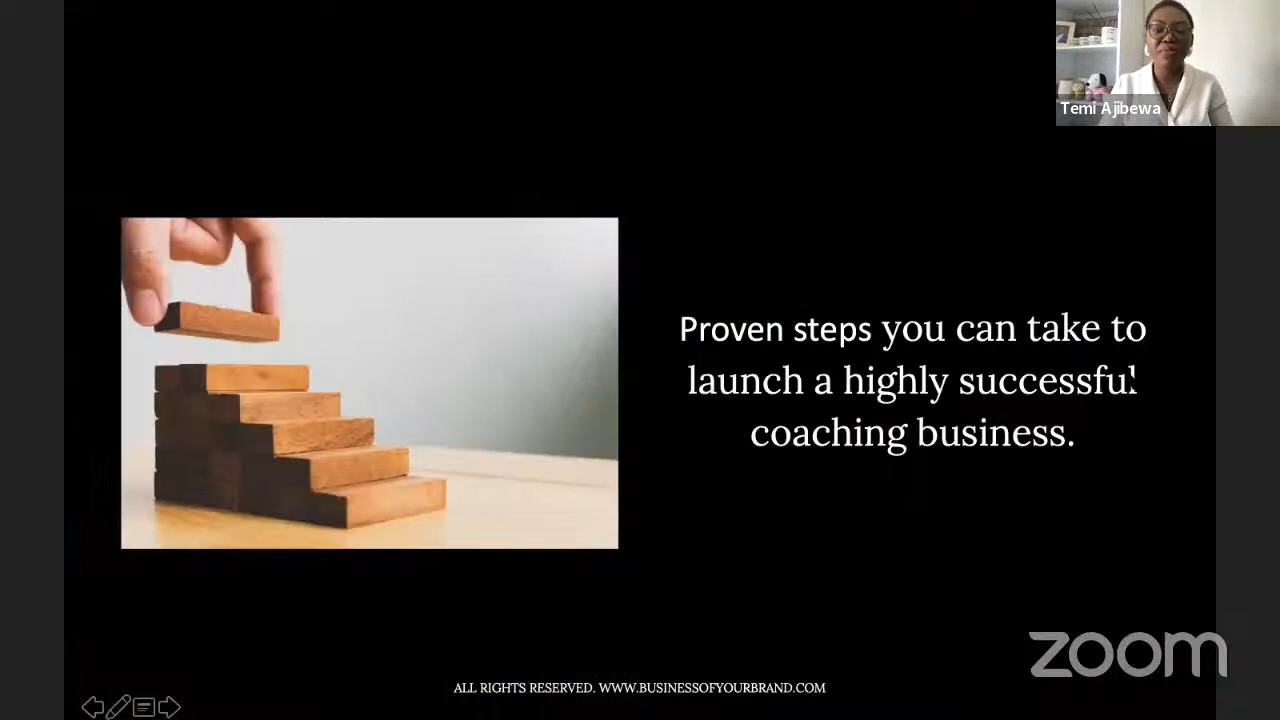 Temi Ajibewa
Proven steps you can take to
launch a highly successful
coaching business.
zoom
ALL RIGHTS RESERVED. WWW.BUSINESSOFYOURBRAND.COM